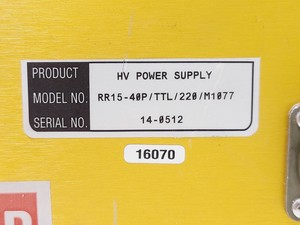 PRODUCT HV POWER SUPPLY
MODEL NO. RR15-40P/TTL/220/M1077
SERIAL NO. 14-0512
16070